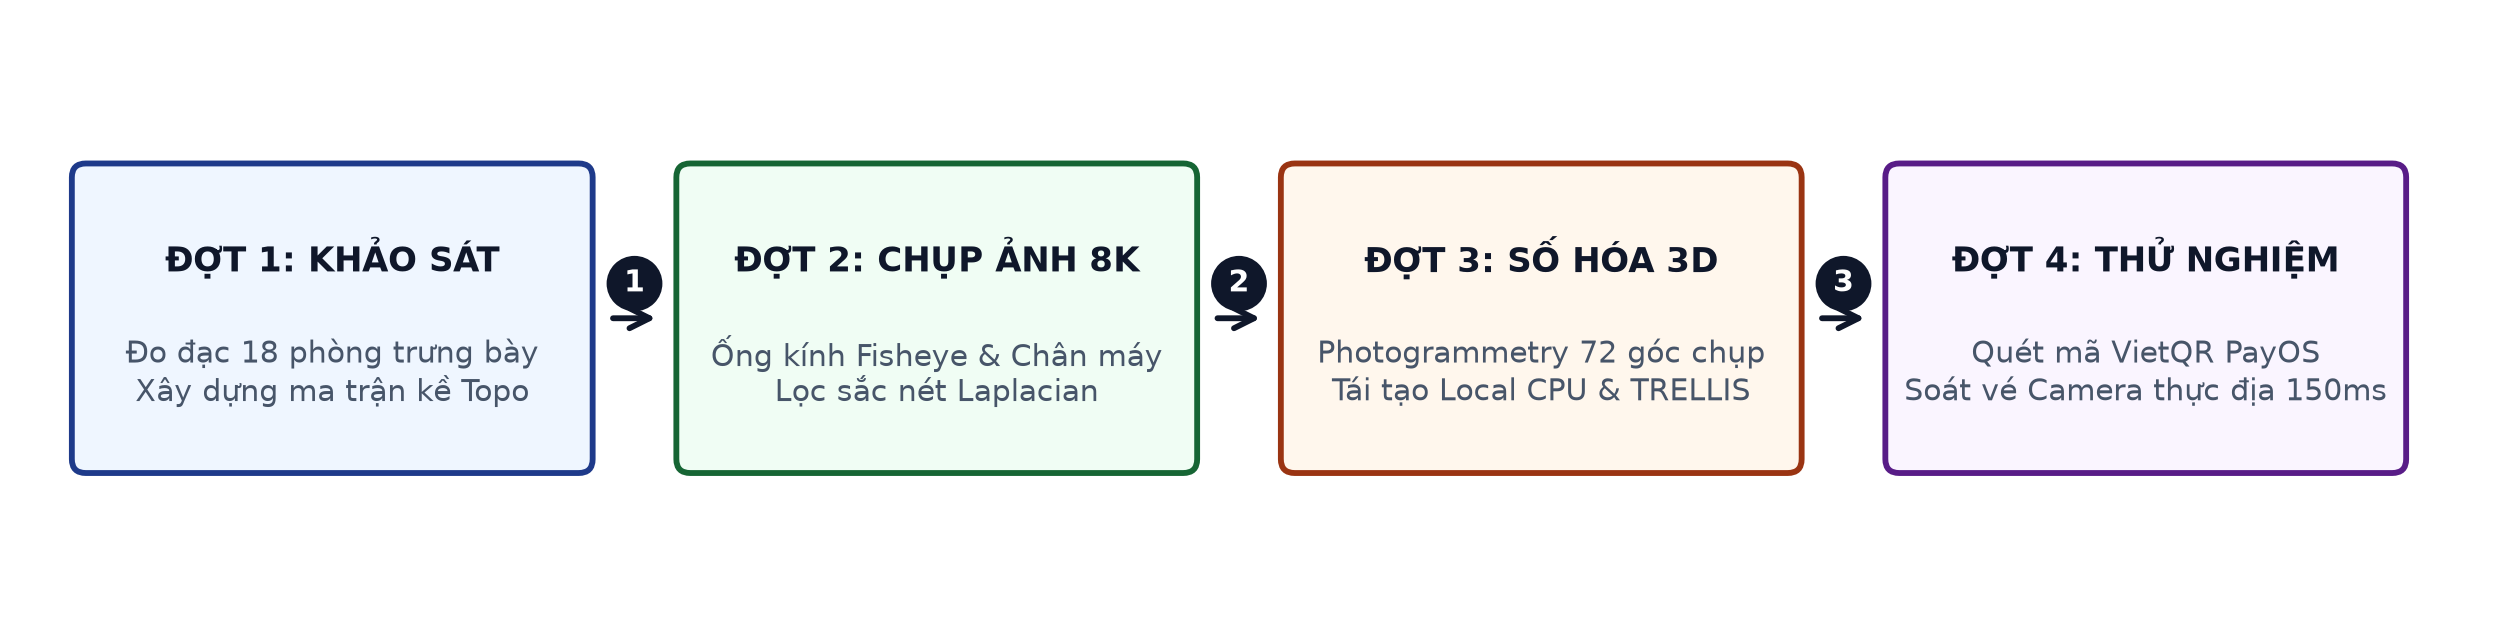 ĐỢT 1: KHẢO SÁT
Đo đạc 18 phòng trưng bày
Xây dựng ma trận kề Topo
1
ĐỢT 2: CHỤP ẢNH 8K
Ống kính Fisheye & Chân máy
Lọc sắc nét Laplacian
2
ĐỢT 3: SỐ HÓA 3D
Photogrammetry 72 góc chụp
Tái tạo Local CPU & TRELLIS
3
ĐỢT 4: THỬ NGHIỆM
Quét mã VietQR PayOS
Soát vé Camera thực địa 150ms